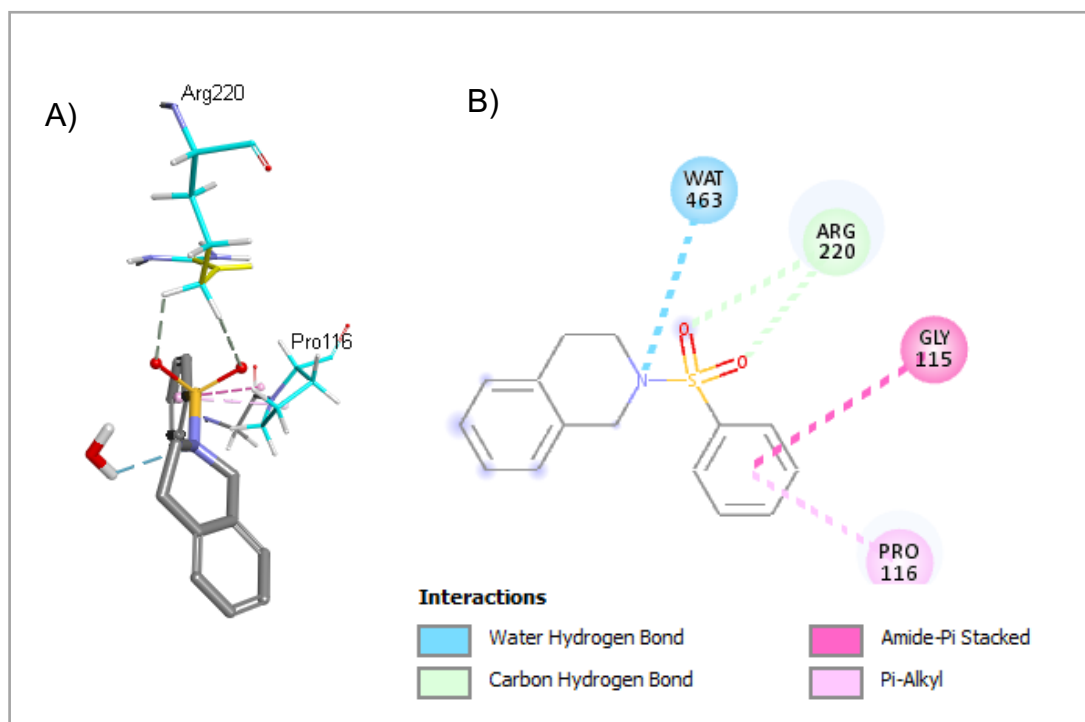 A)
Arg220
Pro116
B)
WAT
463
ARG
220
GLY
115
N
S
O
O
PRO
116
Interactions
Water Hydrogen Bond
Carbon Hydrogen Bond
Amide-Pi Stacked
Pi-Alkyl